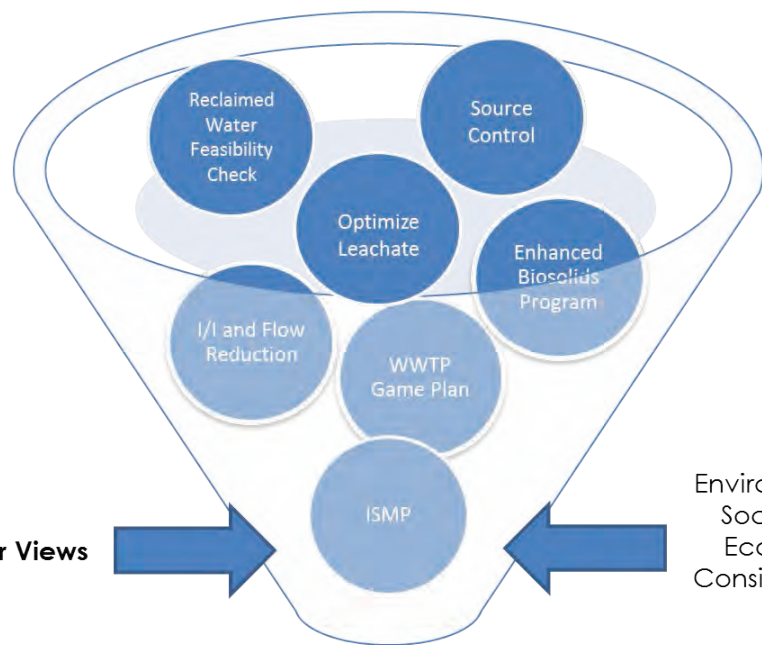 Reclaimed
Water
Feasibility
Check
Source
Control
Optimize
Leachate
Enhanced
Biosolids
Program
I/I and Flow
Reduction
WWTP
Game Plan
ISMP
r Views
Enviro
Soc
Eco
Consi